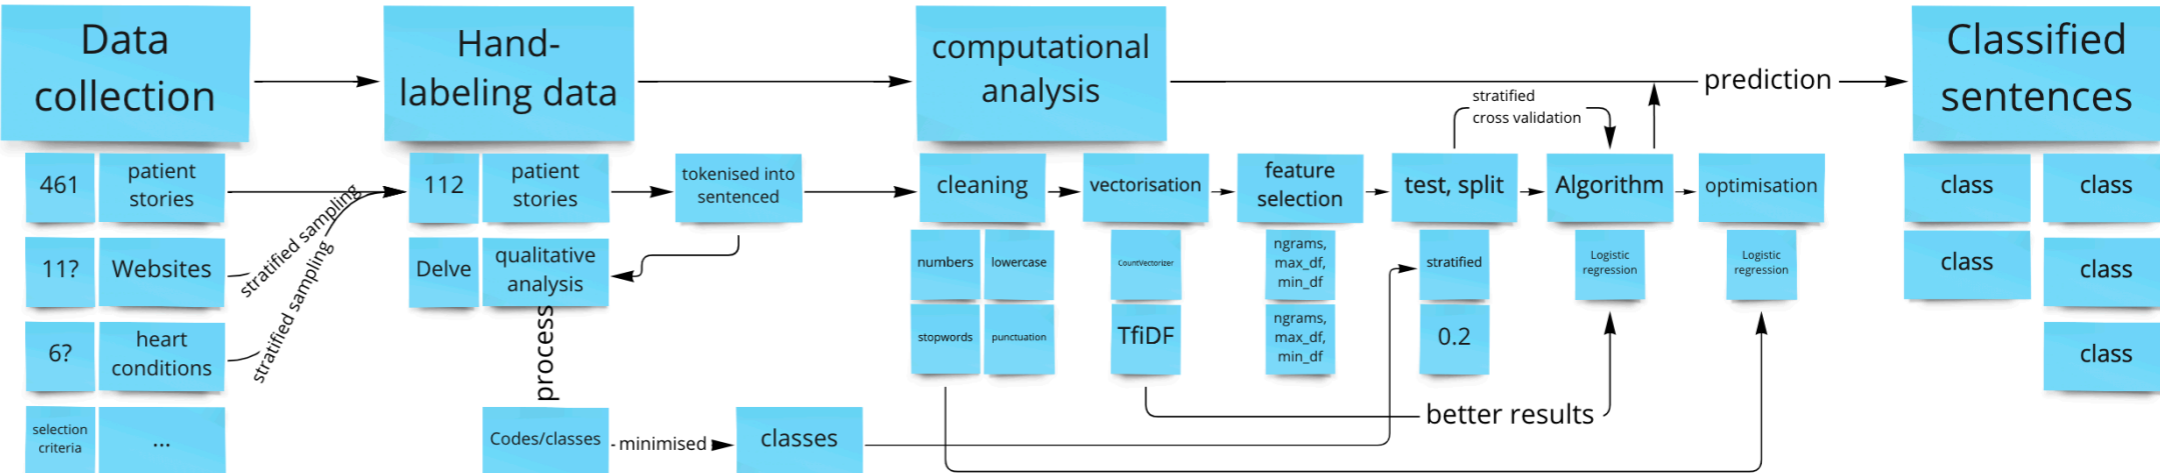 Data
collection
Hand-
labeling data
computational
analysis
prediction
Classified
sentences
stratified
cross validation
461
patient
stories
11?
Websites
6?
heart
conditions
selection
criteria
...
stratified sampling
stratified sampling
112
patient
stories
tokenised into
sentenced
Delve
qualitative
analysis
process
Codes/classes
minimised
classes
cleaning
numbers
lowercase
stopwords
punctuation
vectorisation
CountVectorizer
TfiDF
feature
selection
ngrams,
max_df,
min_df
ngrams,
max_df,
min_df
test, split
stratified
0.2
Algorithm
Logistic
regression
optimisation
Logistic
regression
better results
class
class
class
class
class